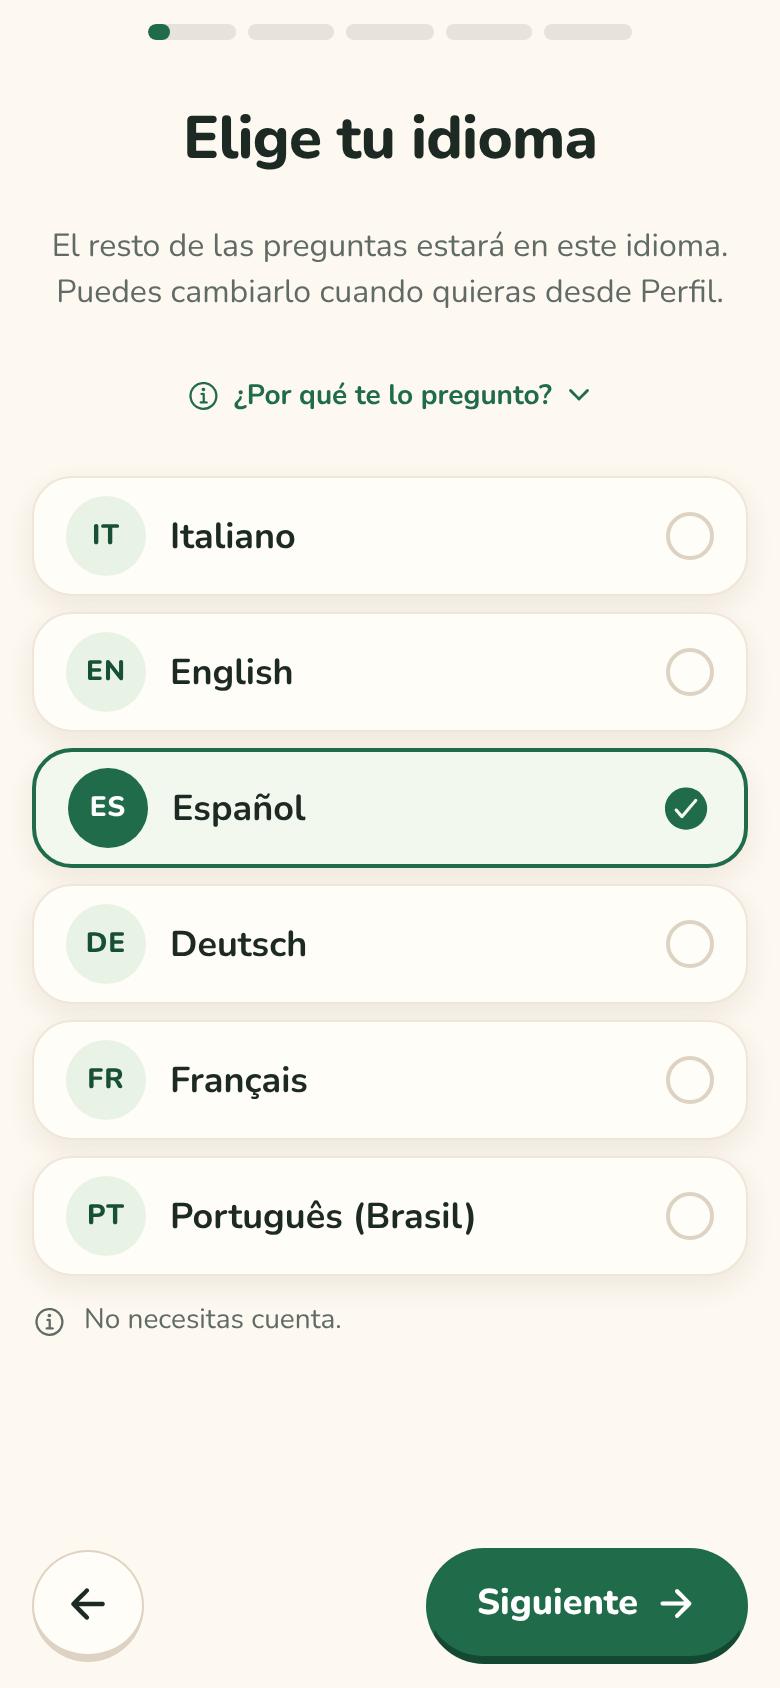 Elige tu idioma
El resto de las preguntas estará en este idioma.
Puedes cambiarlo cuando quieras desde Perfil.
¿Por qué te lo pregunto?
IT Italiano
EN English
ES Español
DE Deutsch
FR Français
PT Português (Brasil)
No necesitas cuenta.
Siguiente